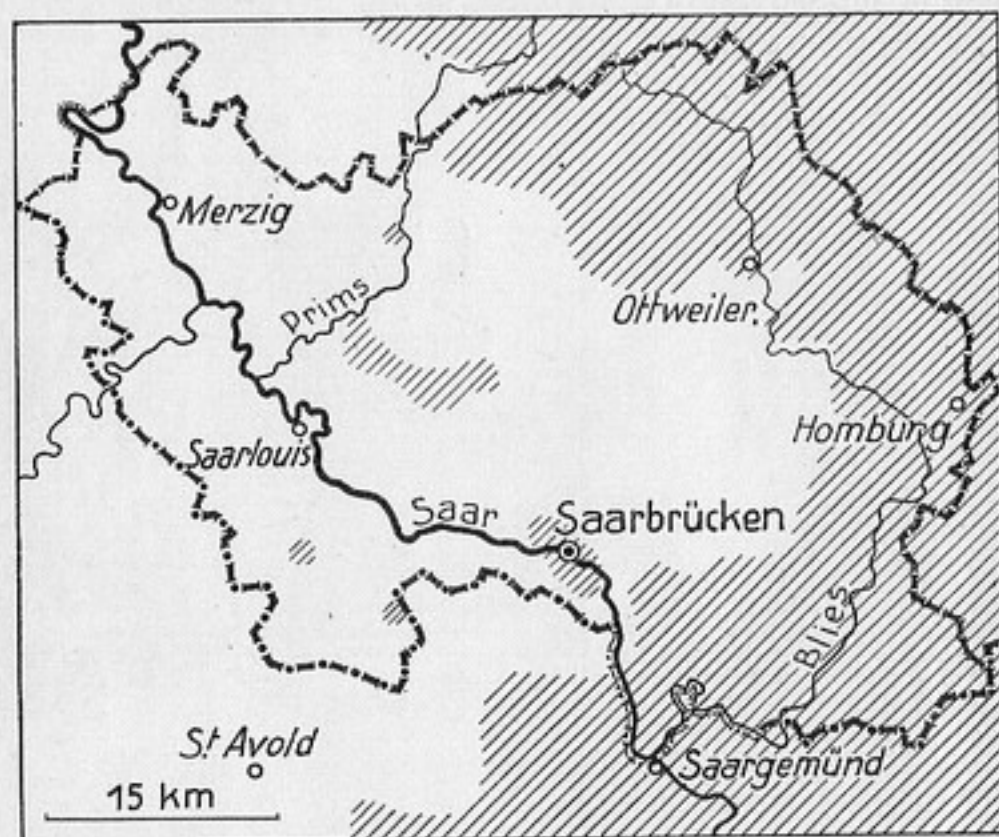 Merzig
Prims
Ottweiler.
Saarlouis
Homburg
Saar
Saarbrücken
Blies
St Avold
Saargemünd
15 km